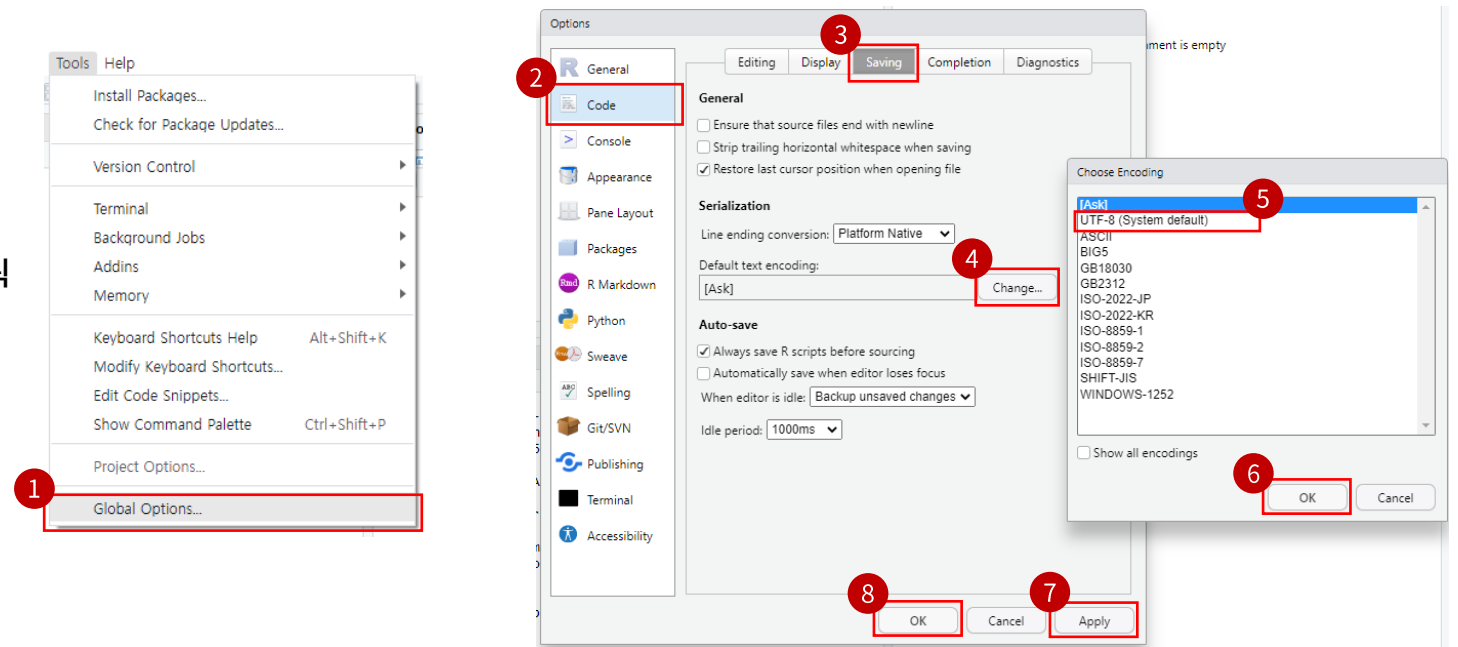 Tools Help
Install Packages...
Check for Package Updates...
Version Control
Terminal
Background Jobs
Addins
Memory
Keyboard Shortcuts Help Alt+Shift+K
Modify Keyboard Shortcuts...
Edit Code Snippets...
Show Command Palette Ctrl+Shift+P
Project Options...
1
Global Options...
Options
2
General
Code
Console
Appearance
Pane Layout
Packages
Rmd R Markdown
Python
Sweave
ABC Spelling
Git/SVN
Publishing
Terminal
Accessibility
3
Editing Display Saving Completion Diagnostics
General
Ensure that source files end with newline
Strip trailing horizontal whitespace when saving
Restore last cursor position when opening file
Serialization
Line ending conversion: Platform Native
Default text encoding:
4
[Ask] Change...
Auto-save
Always save R scripts before sourcing
Automatically save when editor loses focus
When editor is idle: Backup unsaved changes
Idle period: 1000ms
8 7
OK Cancel Apply
is empty
Choose Encoding
5
[Ask]
UTF-8 (System default)
ASCII
BIG5
GB18030
GB2312
ISO-2022-JP
ISO-2022-KR
ISO-8859-1
ISO-8859-2
ISO-8859-7
SHIFT-JIS
WINDOWS-1252
Show all encodings
6
OK Cancel